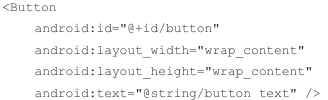 <Button
    android:id="@+id/button"
    android:layout_width="wrap_content"
    android:layout_height="wrap_content"
    android:text="@string/button text" />